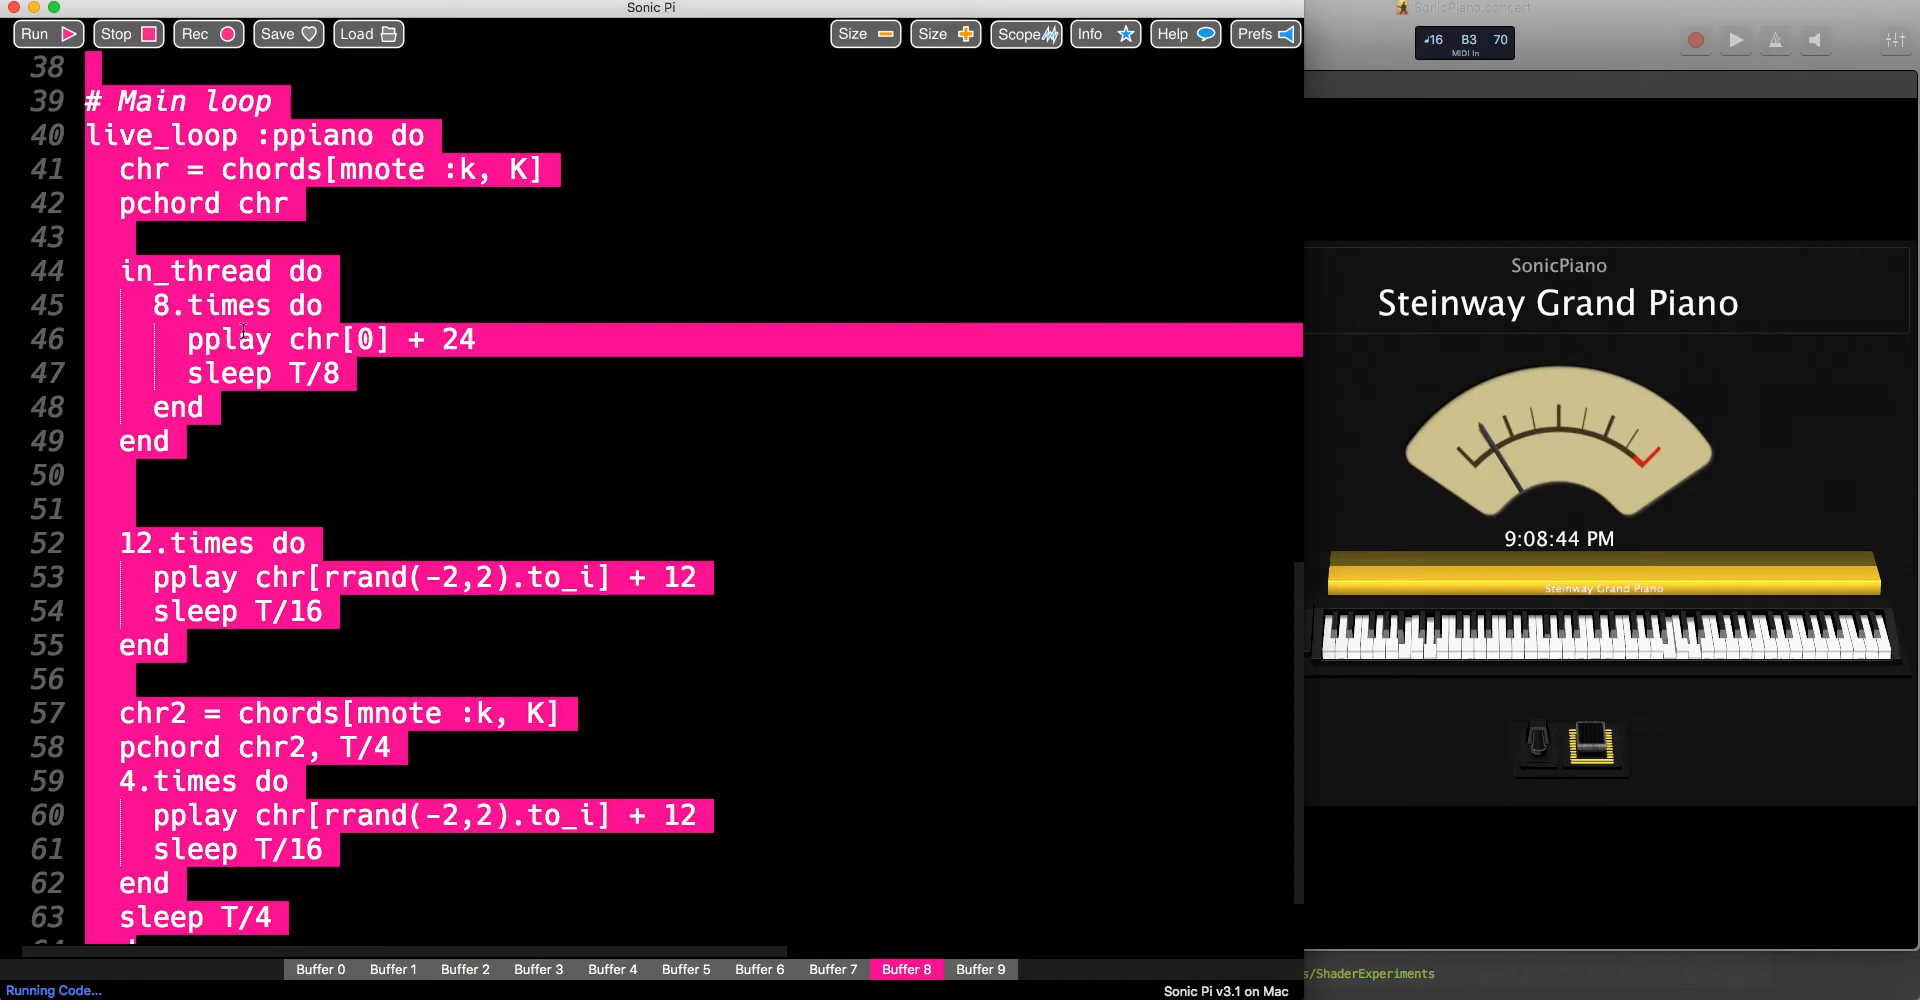 Sonic Pi
SonicPiano.concert
Run
Stop
Rec
Save
Load
Size
Size
Scope
Info
Help
Prefs
♩16 B3 70
MIDI In
38
39 # Main loop
40 live_loop :ppiano do
41 chr = chords[mnote :k, K]
42 pchord chr
43
44 in_thread do
45 8.times do
46 pplay chr[0] + 24
47 sleep T/8
48 end
49 end
50
51
52 12.times do
53 pplay chr[rrand(-2,2).to_i] + 12
54 sleep T/16
55 end
56
57 chr2 = chords[mnote :k, K]
58 pchord chr2, T/4
59 4.times do
60 pplay chr[rrand(-2,2).to_i] + 12
61 sleep T/16
62 end
63 sleep T/4
SonicPiano
Steinway Grand Piano
9:08:44 PM
Steinway Grand Piano
Buffer 0
Buffer 1
Buffer 2
Buffer 3
Buffer 4
Buffer 5
Buffer 6
Buffer 7
Buffer 8
Buffer 9
s/ShaderExperiments
Running Code...
Sonic Pi v3.1 on Mac